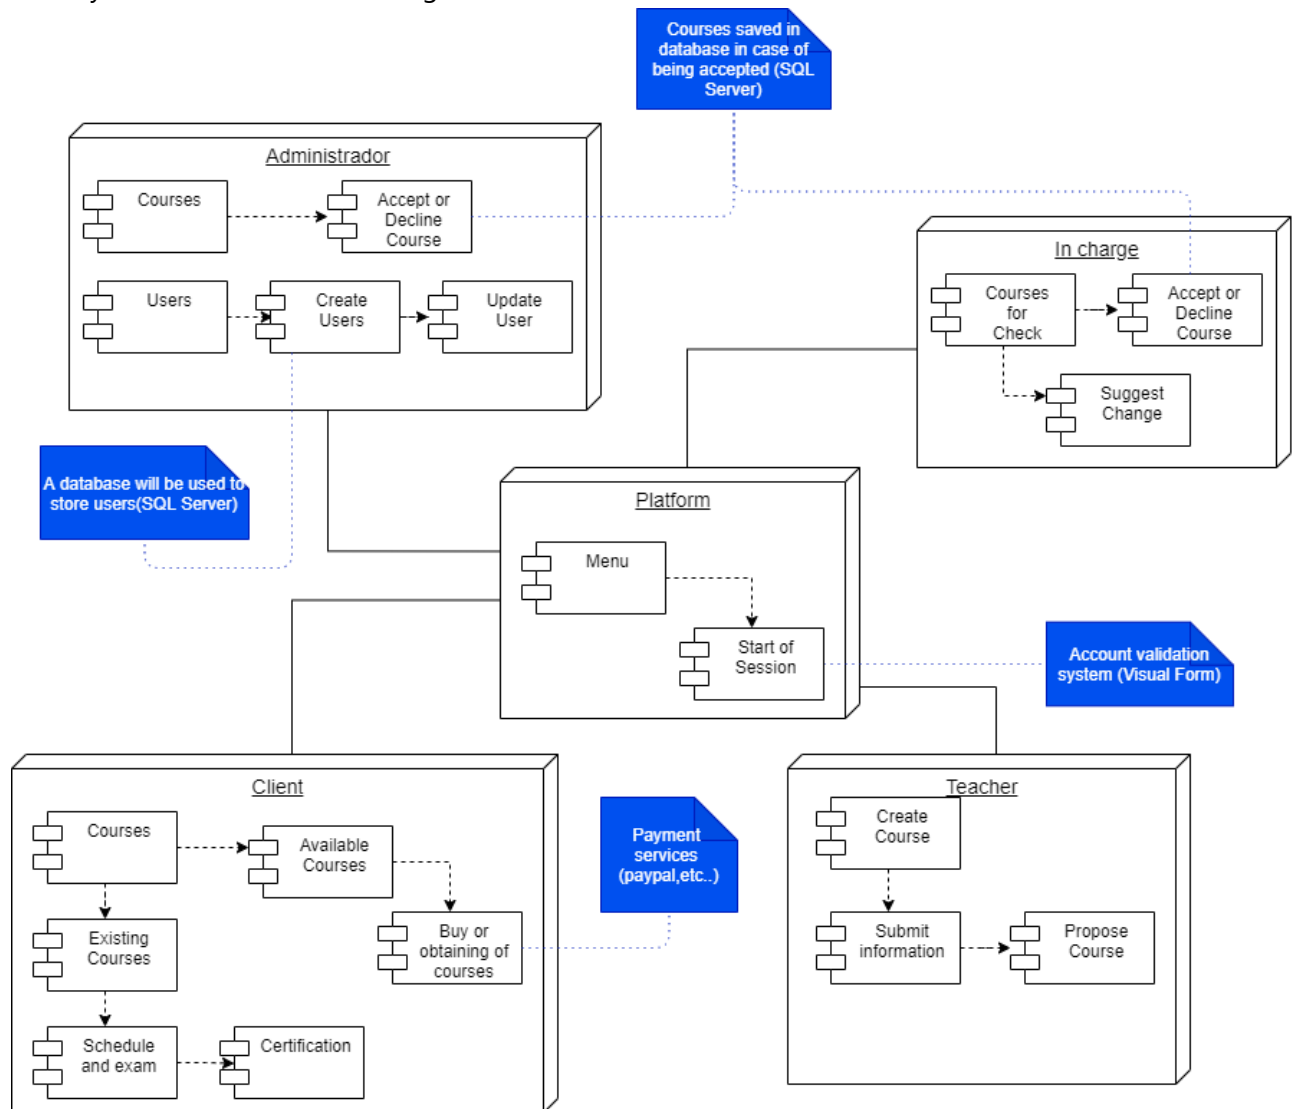 Courses saved in
database in case of
being accepted (SQL
Server)
Administrador
Courses
Accept or
Decline
Course
Users
Create
Users
Update
User
In charge
Courses
for
Check
Accept or
Decline
Course
Suggest
Change
A database will be used to
store users(SQL Server)
Platform
Menu
Start of
Session
Account validation
system (Visual Form)
Client
Courses
Available
Courses
Existing
Courses
Buy or
obtaining of
courses
Schedule
and exam
Certification
Payment
services
(paypal,etc..)
Teacher
Create
Course
Submit
information
Propose
Course